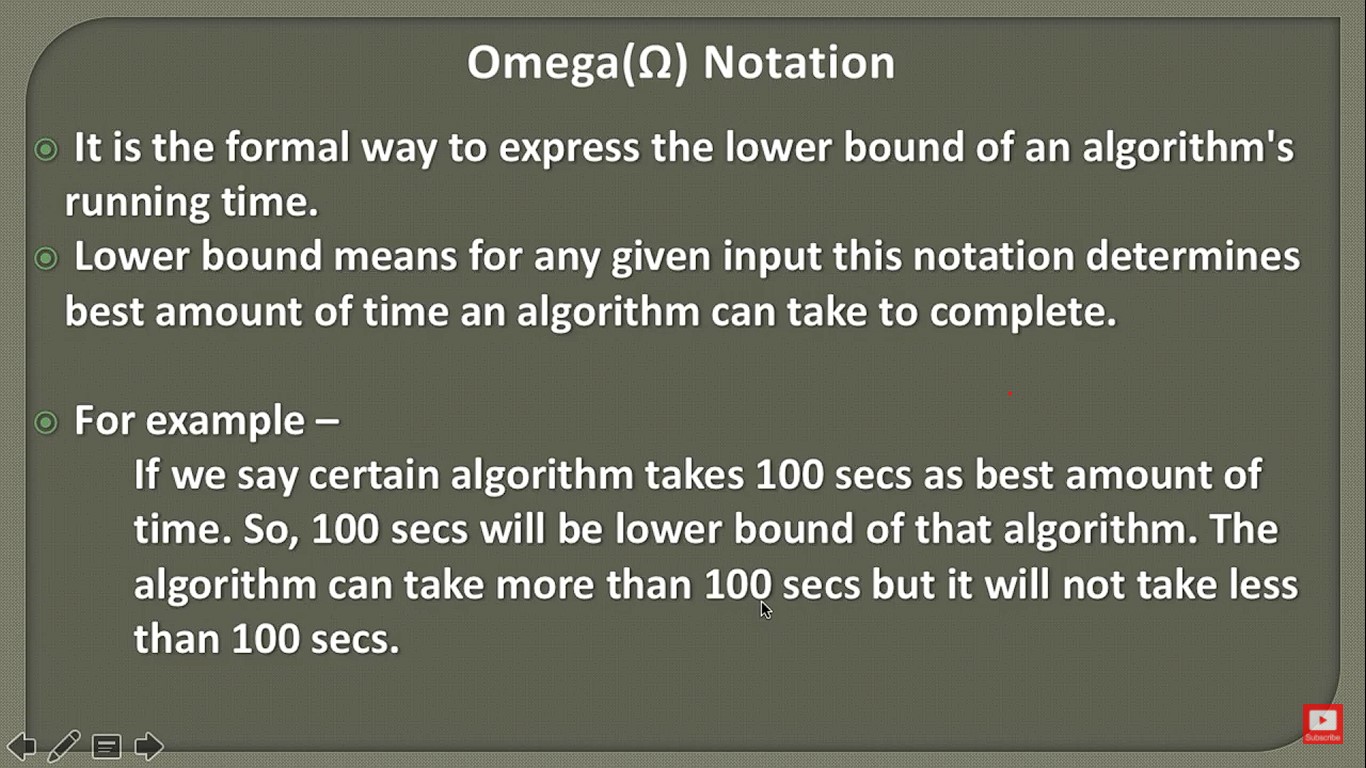 Omega(Ω) Notation
It is the formal way to express the lower bound of an algorithm's
running time.
Lower bound means for any given input this notation determines
best amount of time an algorithm can take to complete.
For example –
If we say certain algorithm takes 100 secs as best amount of
time. So, 100 secs will be lower bound of that algorithm. The
algorithm can take more than 100 secs but it will not take less
than 100 secs.
Subscribe